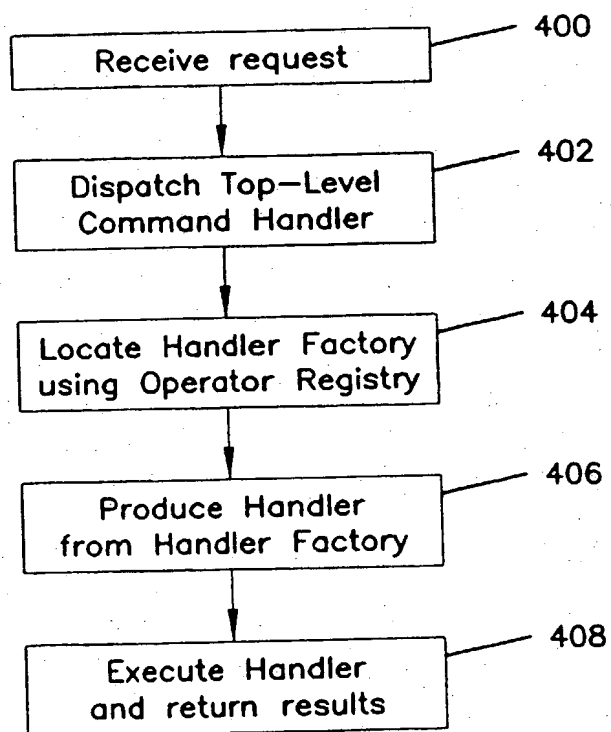 400
Receive request
402
Dispatch Top-Level
Command Handler
404
Locate Handler Factory
using Operator Registry
406
Produce Handler
from Handler Factory
408
Execute Handler
and return results